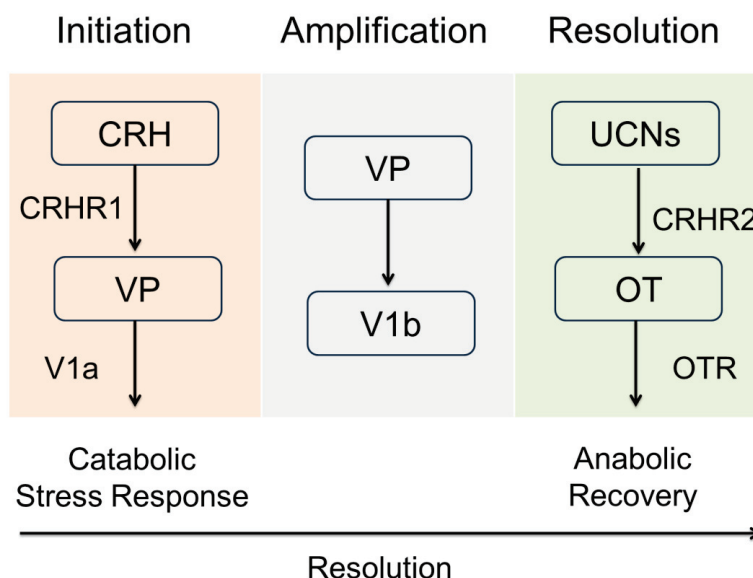 Initiation
Amplification
Resolution
CRH
CRHR1
VP
V1a
VP
V1b
UCNs
CRHR2
OT
OTR
Catabolic
Stress Response
Anabolic
Recovery
Resolution